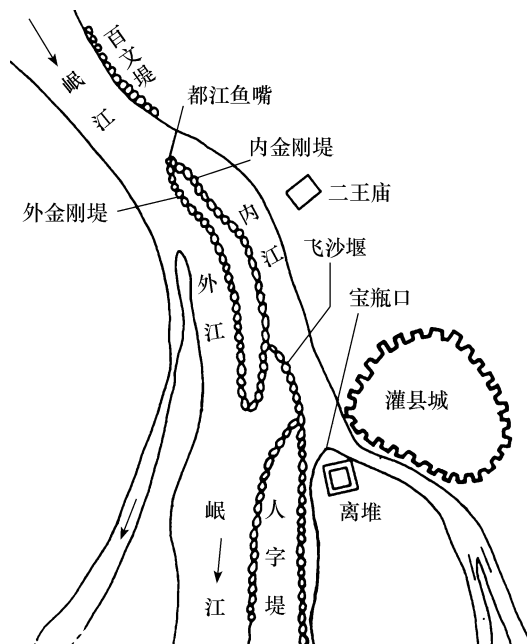 百文堤
岷江
都江鱼嘴
内金刚堤
二王庙
外金刚堤
内江
飞沙堰
外江
宝瓶口
灌县城
离堆
岷江
人字堤